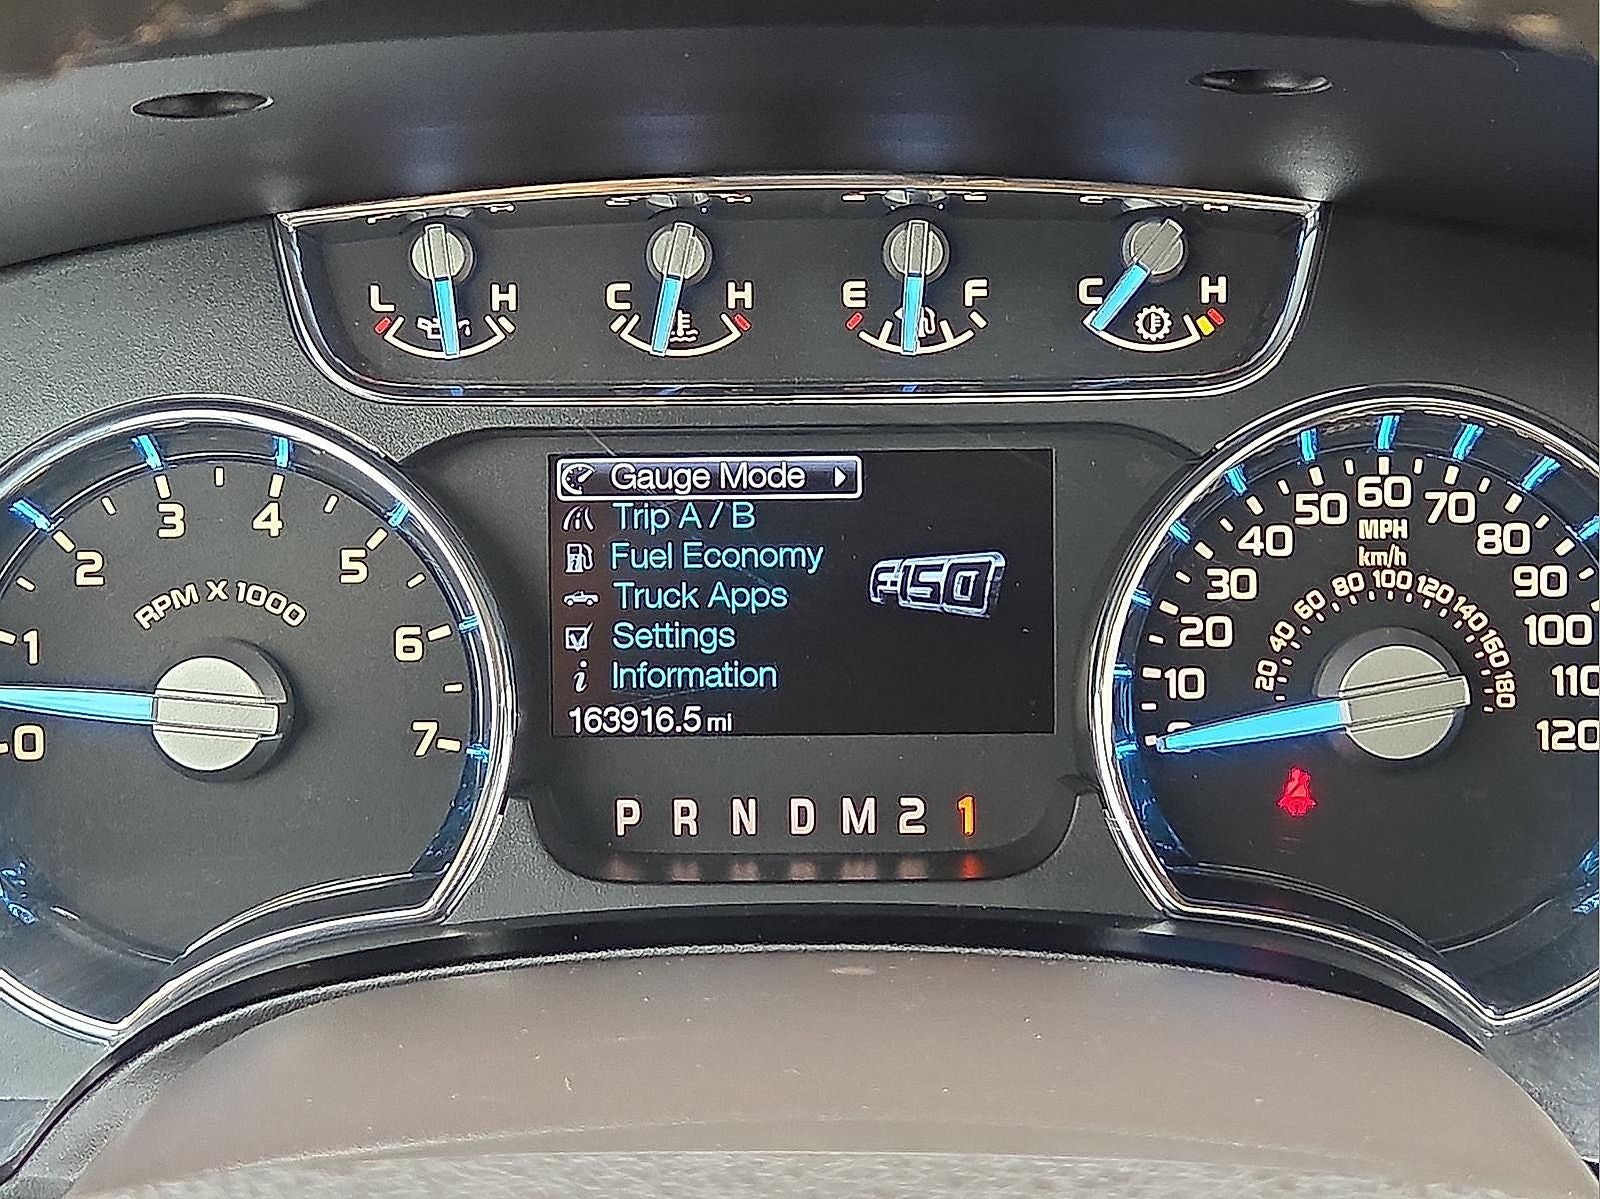 L H C H E F C H
Gauge Mode
Trip A / B
Fuel Economy
Truck Apps
Settings
i Information
163916.5 mi
F-150
P R N D M 2 1
0 1 2 3 4 5 6 7
RPM X 1000
10 20 30 40 50 60 70 80 90 100 110 120
MPH
km/h
20 40 60 80 100 120 140 160 180